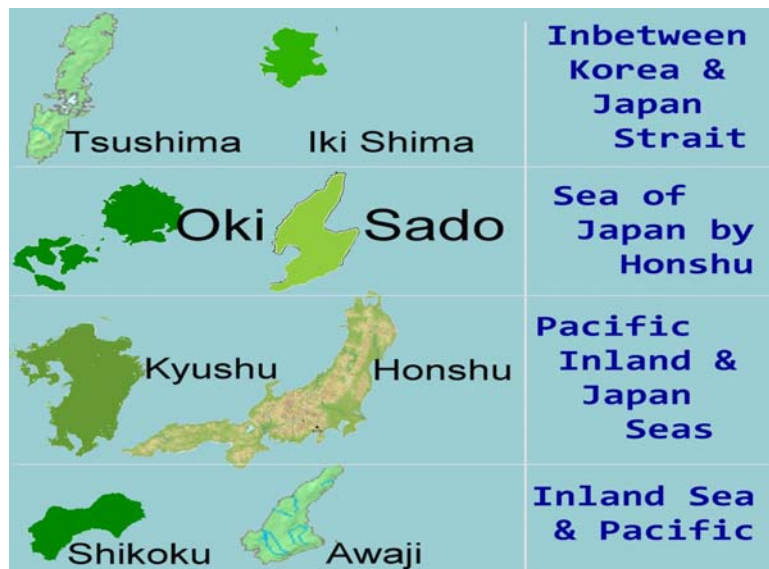 Tsushima
Iki Shima
Inbetween
Korea &
Japan
Strait
Oki
Sado
Sea of
Japan by
Honshu
Kyushu
Honshu
Pacific
Inland &
Japan
Seas
Shikoku
Awaji
Inland Sea
& Pacific